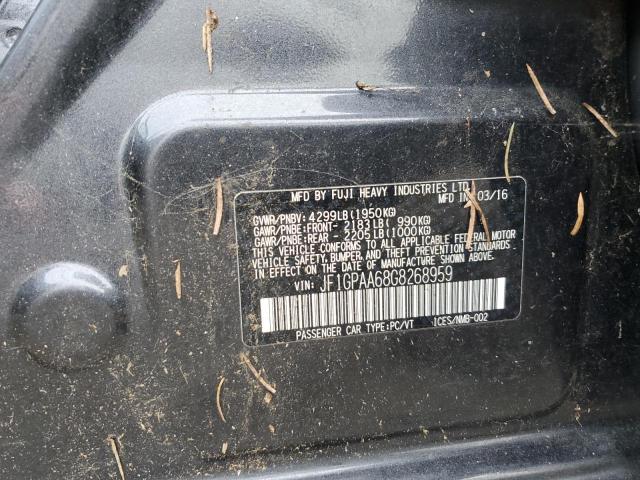 MFD BY FUJI HEAVY INDUSTRIES LTD. MFD IN 03/16
GVWR/PNBV: 4299LB(1950KG)
GAWR/PNBE:FRONT- 2183LB( 990KG)
GAWR/PNBE:REAR - 2205LB(1000KG)
THIS VEHICLE CONFORMS TO ALL APPLICABLE FEDERAL MOTOR
VEHICLE SAFETY, BUMPER, AND THEFT PREVENTION STANDARDS
IN EFFECT ON THE DATE OF MANUFACTURE SHOWN ABOVE.
VIN: JF1GPAA68G8268959
PASSENGER CAR TYPE:PC/VT ICES/NMB-002